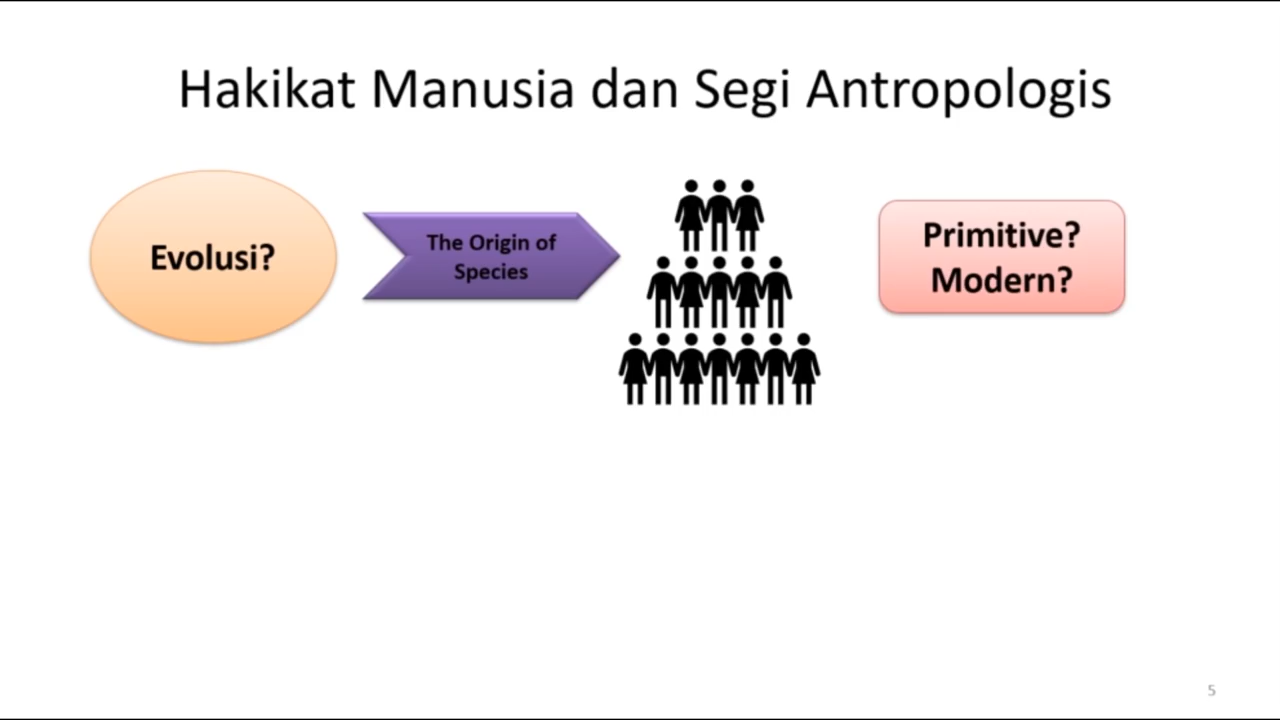 Hakikat Manusia dan Segi Antropologis
Evolusi?
The Origin of
Species
Primitive?
Modern?
5